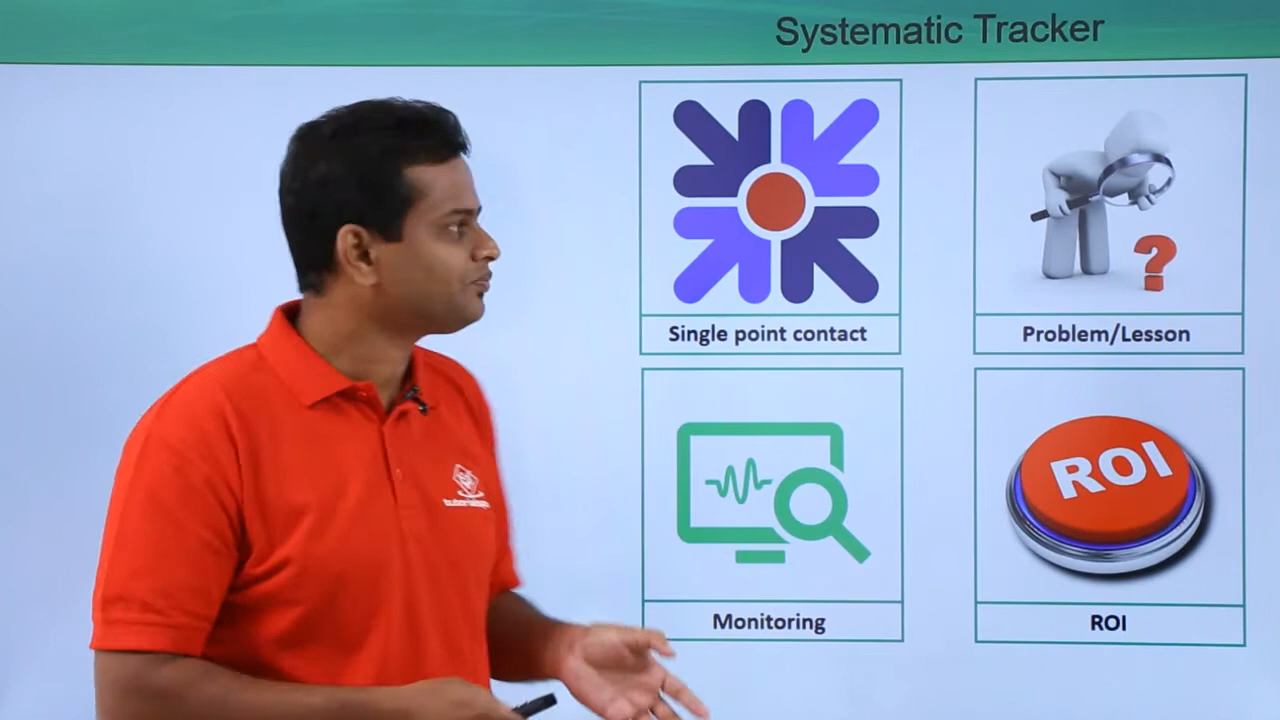 Systematic Tracker
Single point contact
Problem/Lesson
?
ROI
Monitoring
ROI